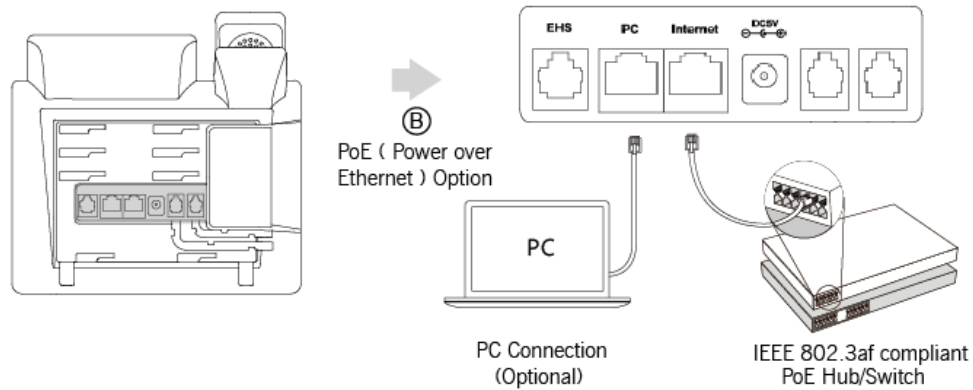 EHS PC Internet DC5V
Ⓑ
PoE ( Power over
Ethernet ) Option
PC
PC Connection
(Optional)
IEEE 802.3af compliant
PoE Hub/Switch